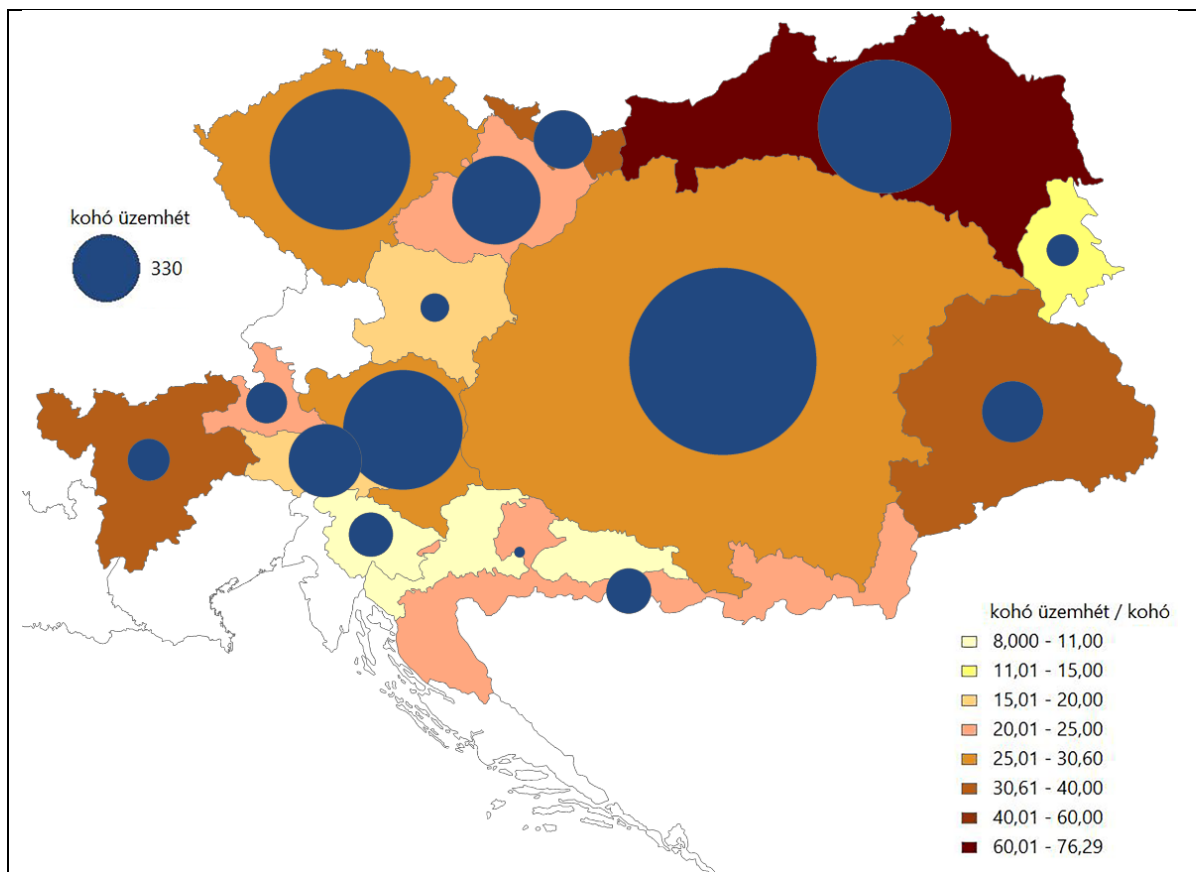 kohó üzemhét
330
kohó üzemhét / kohó
8,000 - 11,00
11,01 - 15,00
15,01 - 20,00
20,01 - 25,00
25,01 - 30,60
30,61 - 40,00
40,01 - 60,00
60,01 - 76,29